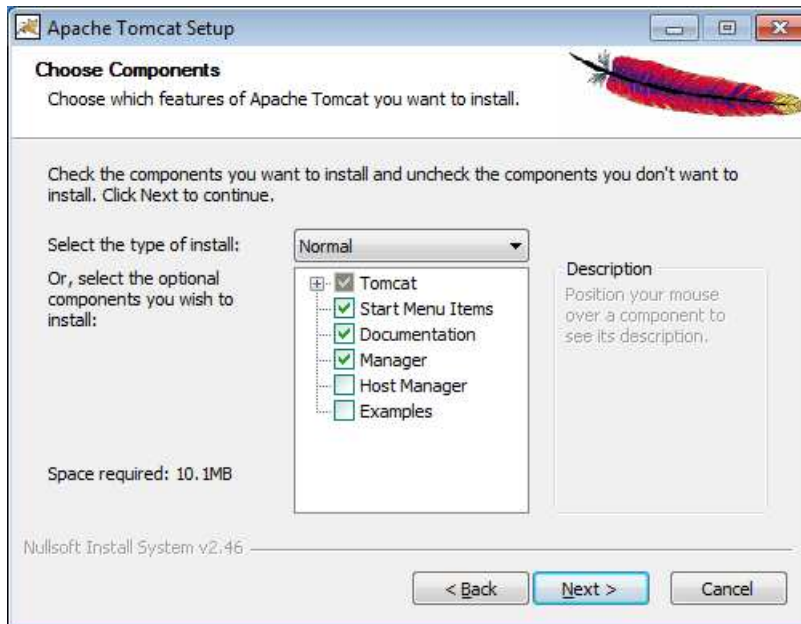 Apache Tomcat Setup
Choose Components
Choose which features of Apache Tomcat you want to install.
Check the components you want to install and uncheck the components you don't want to
install. Click Next to continue.
Select the type of install:
Normal
Or, select the optional
components you wish to
install:
Tomcat
Start Menu Items
Documentation
Manager
Host Manager
Examples
Description
Position your mouse
over a component to
see its description.
Space required: 10.1MB
Nullsoft Install System v2.46
< Back
Next >
Cancel